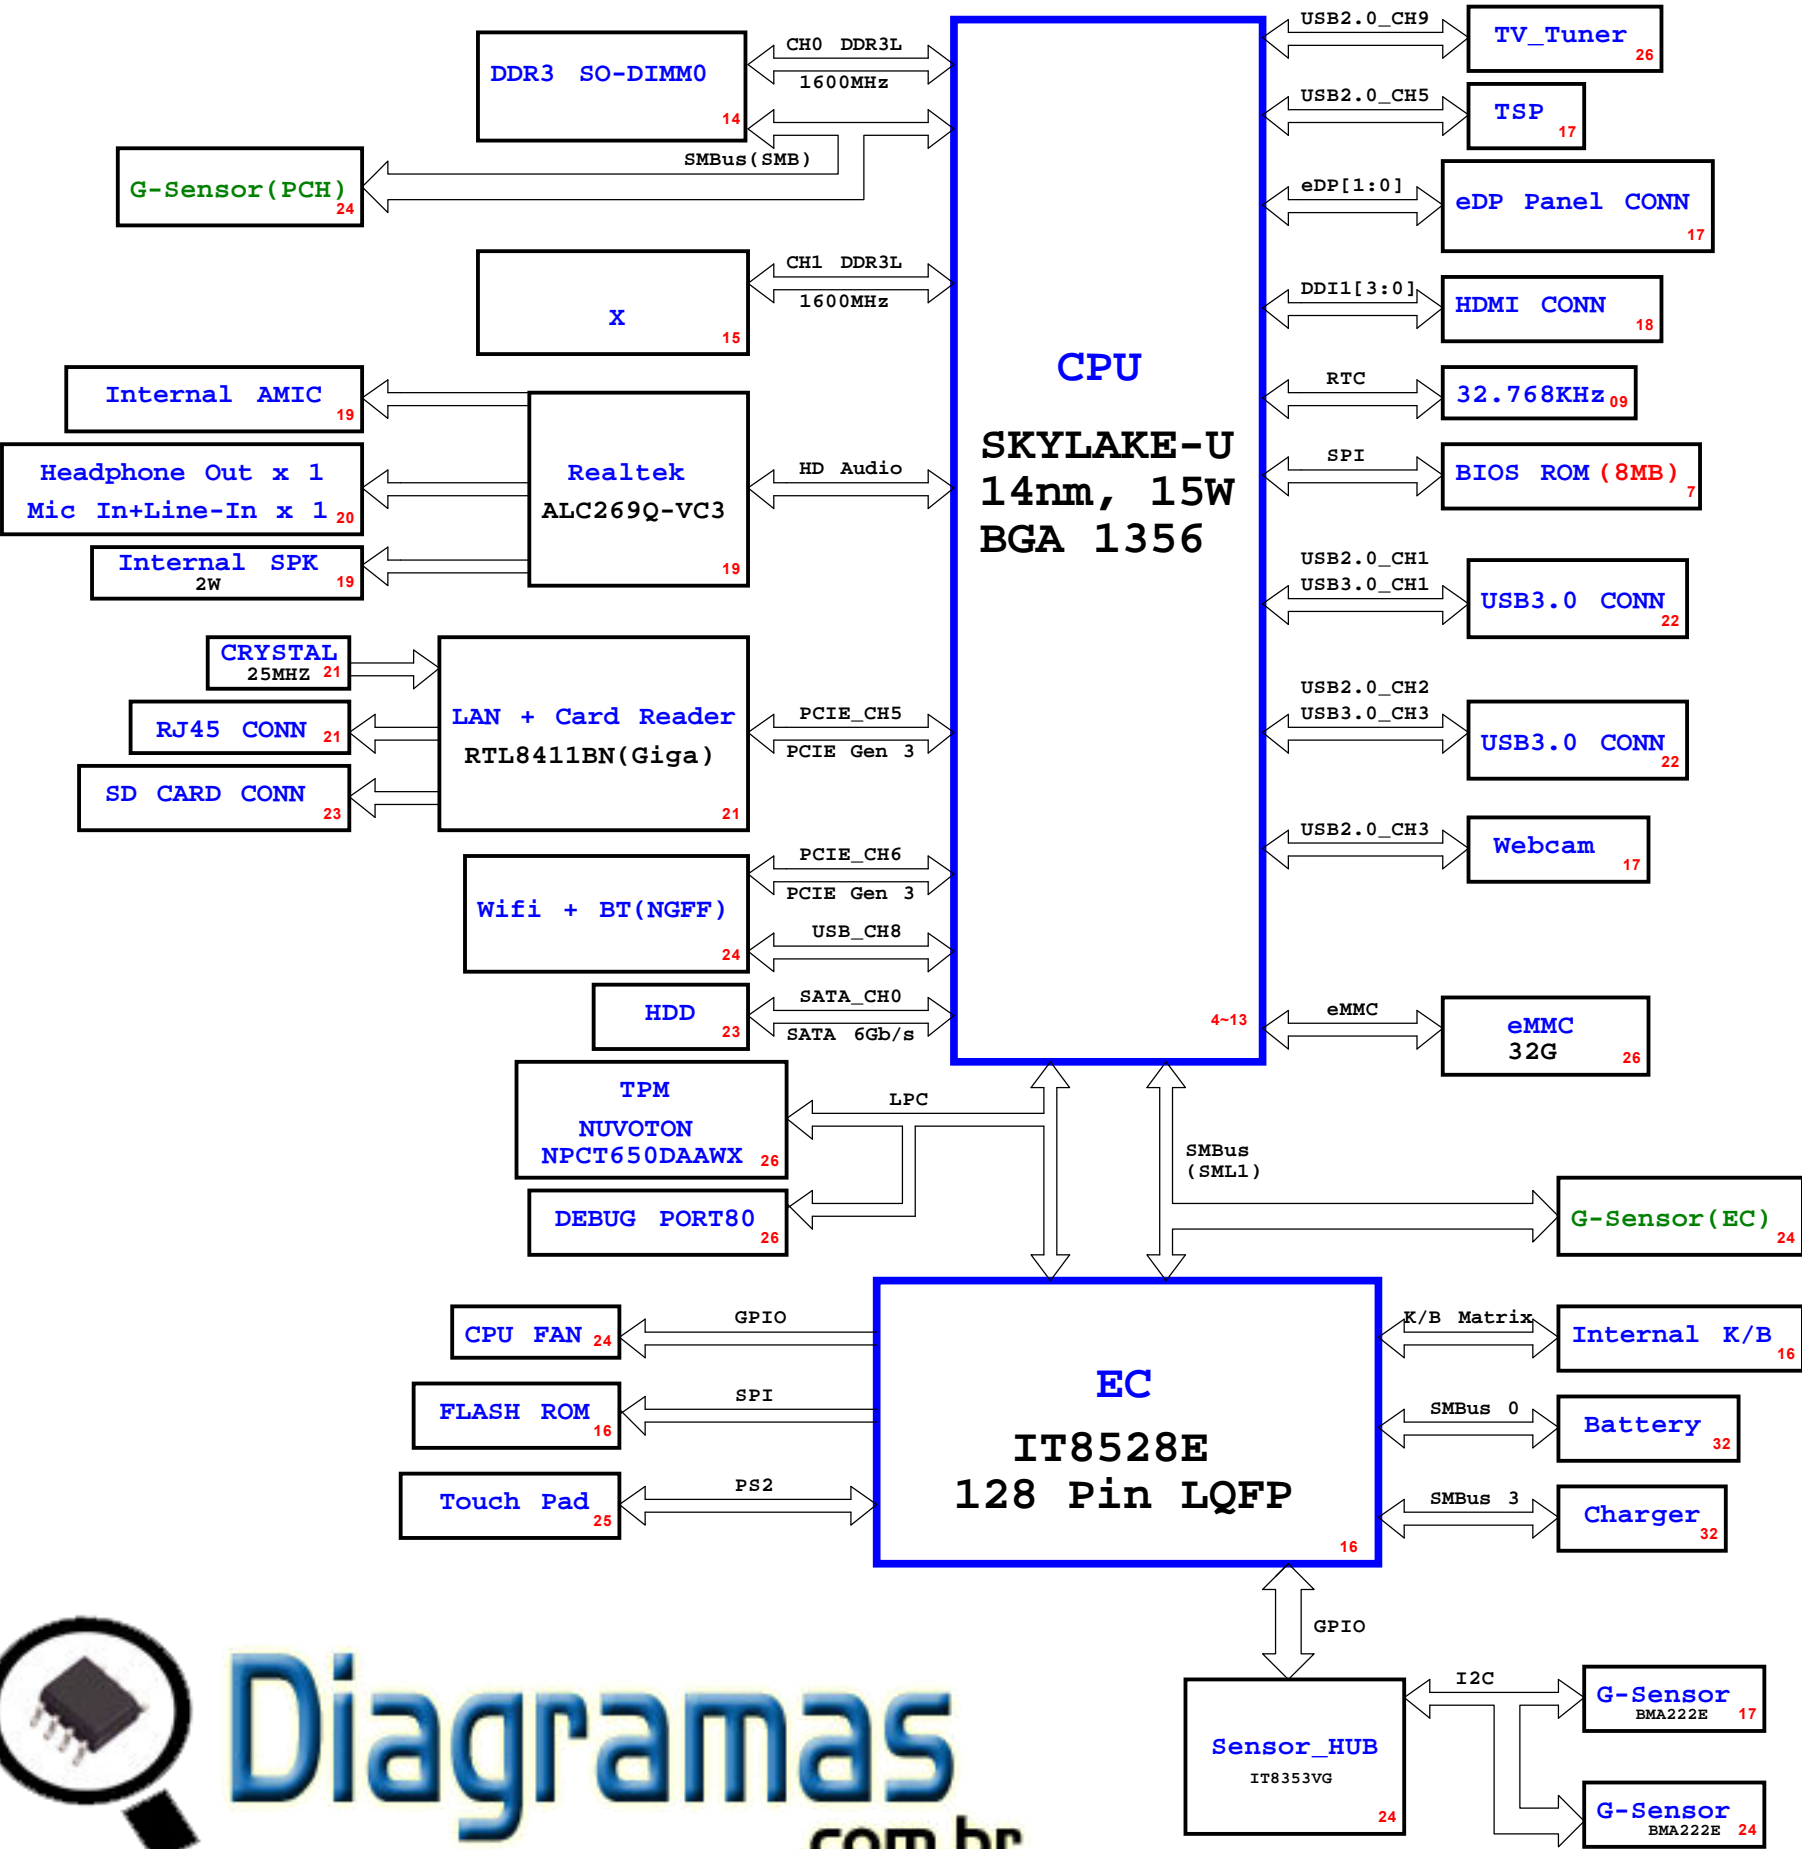 DDR3 SO-DIMM0
14
CH0 DDR3L
1600MHz
SMBus(SMB)
G-Sensor(PCH)
24
X
15
CH1 DDR3L
1600MHz
Internal AMIC
19
Headphone Out x 1
Mic In+Line-In x 1 20
Internal SPK
2W
19
Realtek
ALC269Q-VC3
19
HD Audio
CRYSTAL
25MHZ 21
RJ45 CONN 21
SD CARD CONN
23
LAN + Card Reader
RTL8411BN(Giga)
21
PCIE_CH5
PCIE Gen 3
Wifi + BT(NGFF)
24
PCIE_CH6
PCIE Gen 3
USB_CH8
HDD
23
SATA_CH0
SATA 6Gb/s
CPU
SKYLAKE-U
14nm, 15W
BGA 1356
4~13
USB2.0_CH9
TV_Tuner
26
USB2.0_CH5
TSP
17
eDP[1:0]
eDP Panel CONN
17
DDI1[3:0]
HDMI CONN
18
RTC
32.768KHz 09
SPI
BIOS ROM (8MB)
7
USB2.0_CH1
USB3.0_CH1
USB3.0 CONN
22
USB2.0_CH2
USB3.0_CH3
USB3.0 CONN
22
USB2.0_CH3
Webcam
17
eMMC
eMMC
32G
26
TPM
NUVOTON
NPCT650DAAWX 26
LPC
DEBUG PORT80
26
SMBus
(SML1)
G-Sensor(EC)
24
CPU FAN 24
GPIO
FLASH ROM
16
SPI
Touch Pad
25
PS2
EC
IT8528E
128 Pin LQFP
16
K/B Matrix
Internal K/B
16
SMBus 0
Battery
32
SMBus 3
Charger
32
GPIO
Sensor_HUB
IT8353VG
24
I2C
G-Sensor
BMA222E 17
G-Sensor
BMA222E 24
Diagramas
com.br